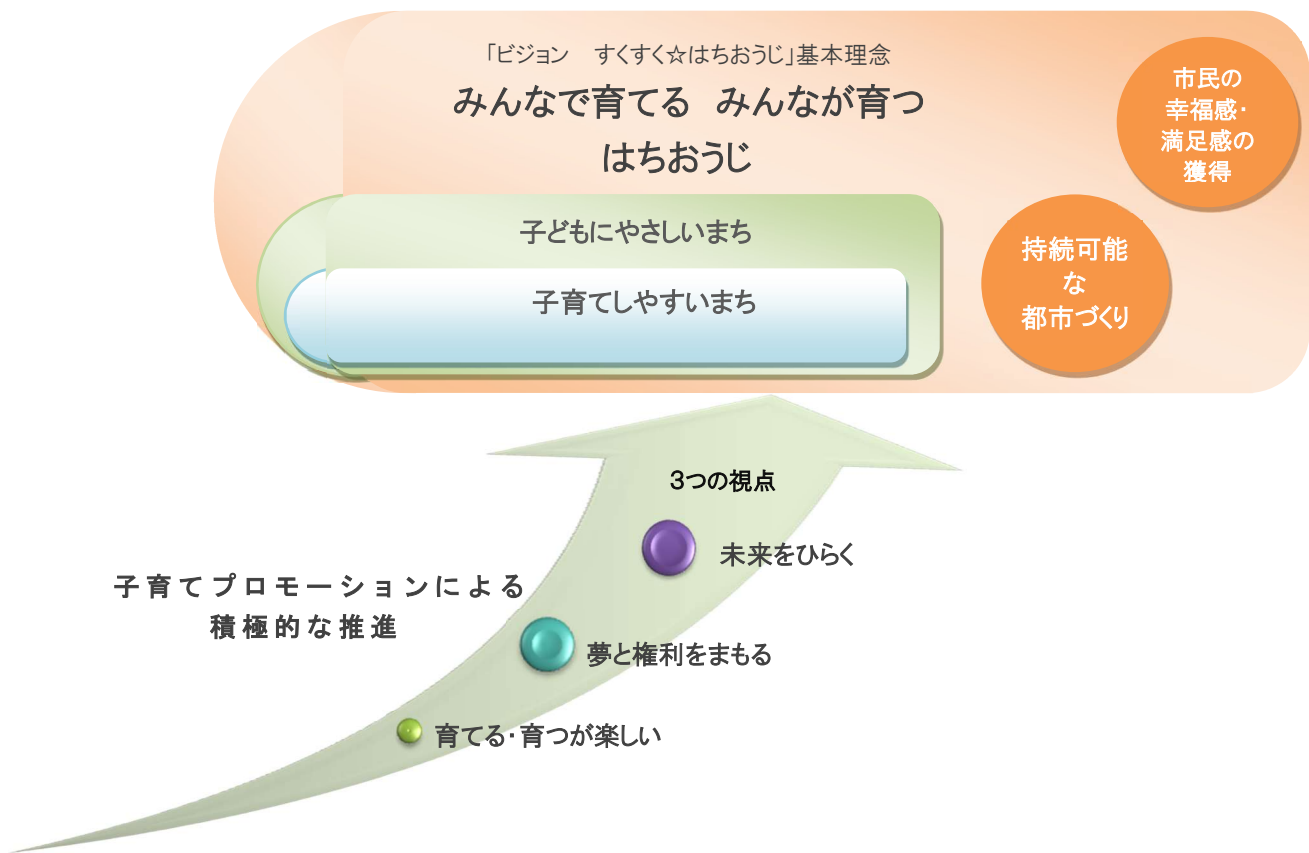 「ビジョン　すくすく☆はちおうじ」基本理念
みんなで育てる　みんなが育つ
はちおうじ
市民の
幸福感・
満足感の
獲得
子どもにやさしいまち
子育てしやすいまち
持続可能
な
都市づくり
3つの視点
未来をひらく
子育てプロモーションによる
積極的な推進
夢と権利をまもる
育てる・育つが楽しい